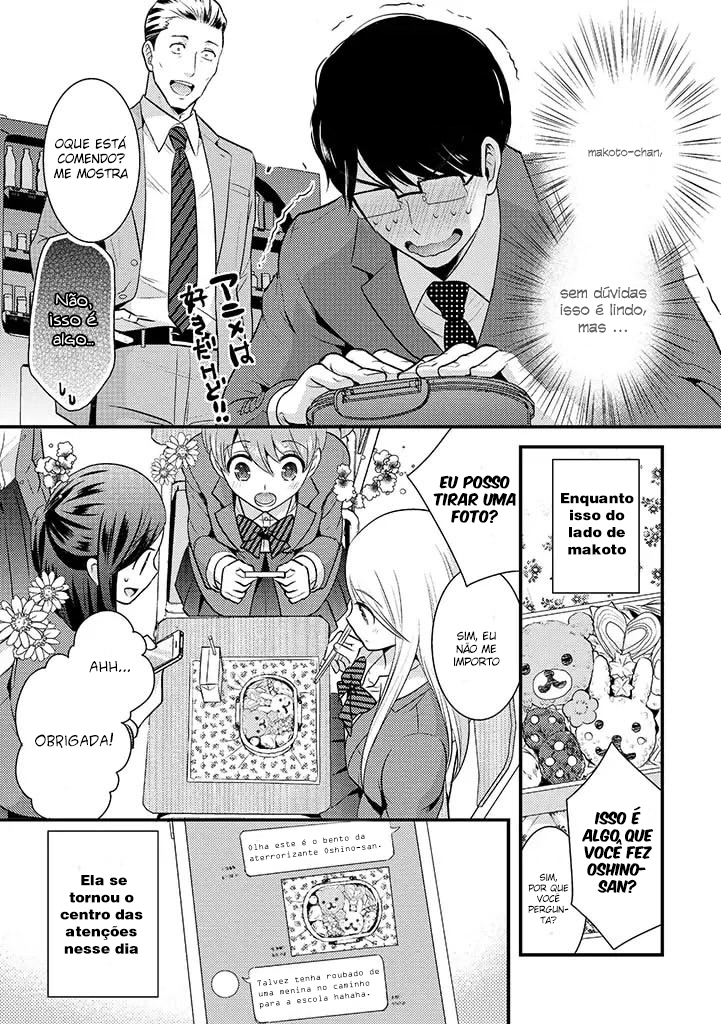 makoto-chan,
sem dúvidas
isso é lindo,
mas ...
OQUE ESTÁ
COMENDO?
ME MOSTRA
Não,
isso é
algo..
アニメは
好きだけど!!
Enquanto
isso do
lado de
makoto
ISSO É
ALGO, QUE
VOCÊ FEZ
OSHINO-
SAN?
SIM,
POR QUE
VOCÊ
PERGUN-
TA?
EU POSSO
TIRAR UMA
FOTO?
SIM, EU
NÃO ME
IMPORTO
AHH...
OBRIGADA!
Olha este é o bento da
aterrorizante Oshino-san.
Talvez tenha roubado de
uma menina no caminho
para a escola hahaha.
Ela se
tornou o
centro das
atenções
nesse dia